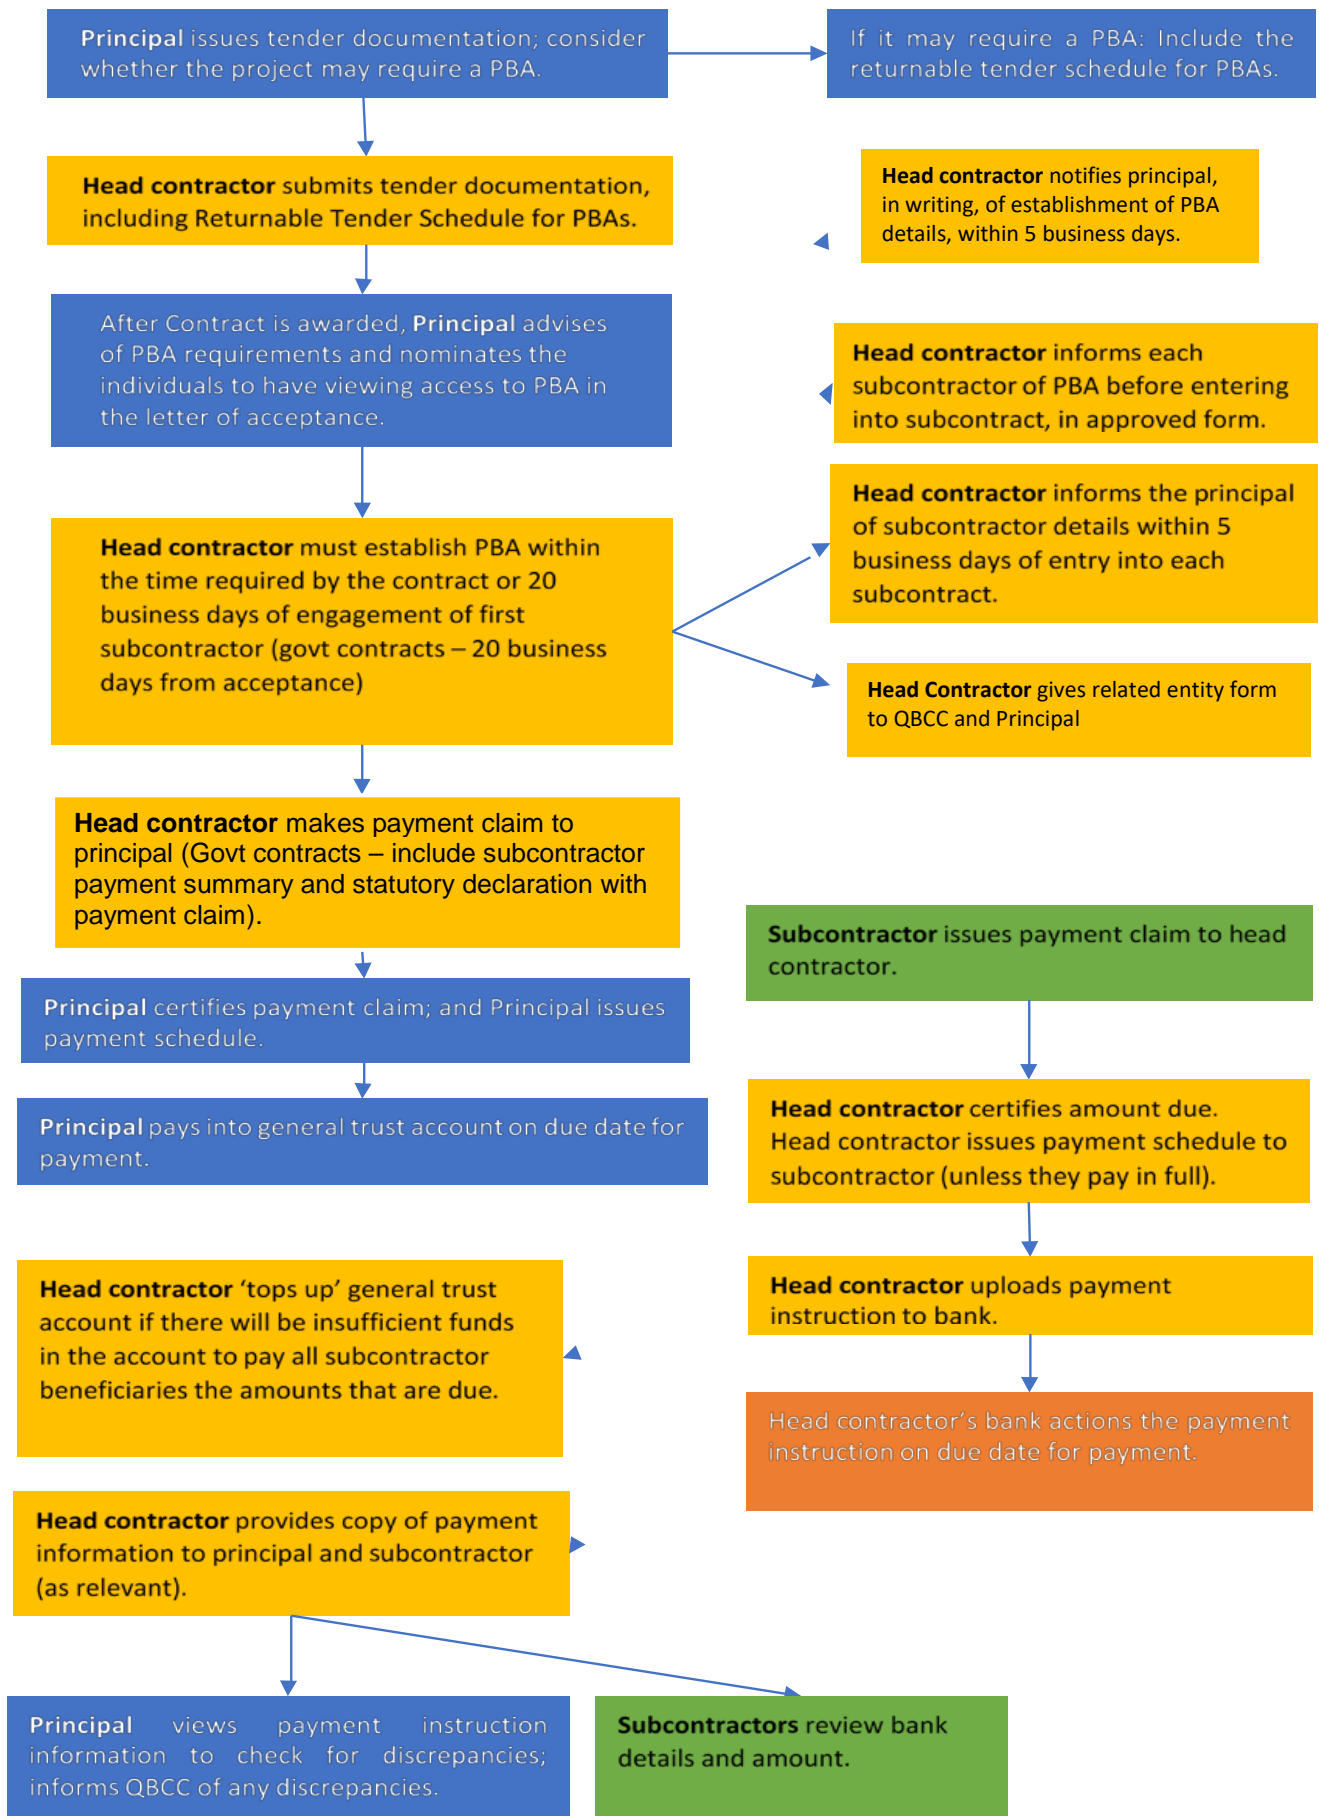 Principal issues tender documentation; consider
whether the project may require a PBA.
If it may require a PBA: Include the
returnable tender schedule for PBAs.
Head contractor submits tender documentation,
including Returnable Tender Schedule for PBAs.
Head contractor notifies principal,
in writing, of establishment of PBA
details, within 5 business days.
After Contract is awarded, Principal advises
of PBA requirements and nominates the
individuals to have viewing access to PBA in
the letter of acceptance.
Head contractor informs each
subcontractor of PBA before entering
into subcontract, in approved form.
Head contractor informs the principal
of subcontractor details within 5
business days of entry into each
subcontract.
Head contractor must establish PBA within
the time required by the contract or 20
business days of engagement of first
subcontractor (govt contracts – 20 business
days from acceptance)
Head Contractor gives related entity form
to QBCC and Principal
Head contractor makes payment claim to
principal (Govt contracts – include subcontractor
payment summary and statutory declaration with
payment claim).
Principal certifies payment claim; and Principal issues
payment schedule.
Principal pays into general trust account on due date for
payment.
Subcontractor issues payment claim to head
contractor.
Head contractor certifies amount due.
Head contractor issues payment schedule to
subcontractor (unless they pay in full).
Head contractor uploads payment
instruction to bank.
Head contractor’s bank actions the payment
instruction on due date for payment.
Head contractor ‘tops up’ general trust
account if there will be insufficient funds
in the account to pay all subcontractor
beneficiaries the amounts that are due.
Head contractor provides copy of payment
information to principal and subcontractor
(as relevant).
Principal views payment instruction
information to check for discrepancies;
informs QBCC of any discrepancies.
Subcontractors review bank
details and amount.